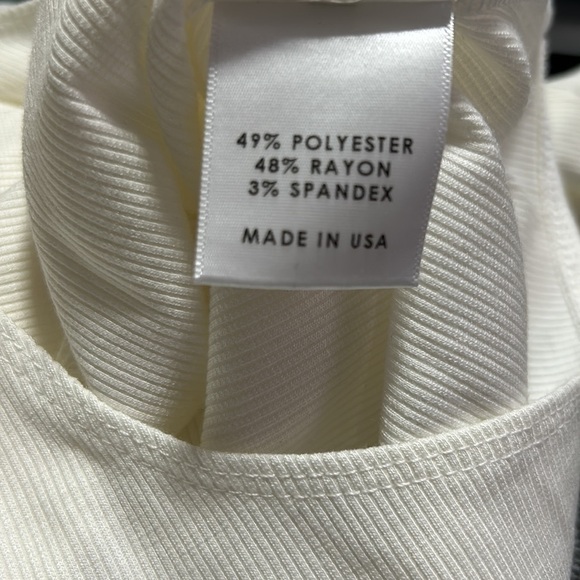 49% POLYESTER
48% RAYON
3% SPANDEX
MADE IN USA